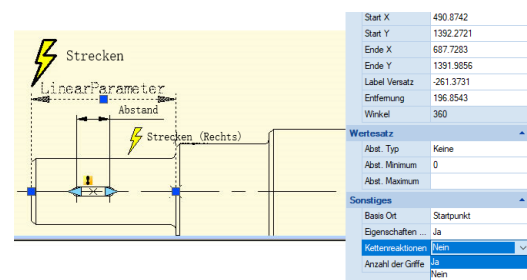 Strecken
LinearParameter
Abstand
Strecken (Rechts)
Start X 490.8742
Start Y 1392.2721
Ende X 687.7283
Ende Y 1391.9856
Label Versatz -261.3731
Entfernung 196.8543
Winkel 360
Wertesatz
Abst. Typ Keine
Abst. Minimum 0
Abst. Maximum
Sonstiges
Basis Ort Startpunkt
Eigenschaften ... Ja
Kettenreaktionen Nein
Ja
Anzahl der Griffe
Nein